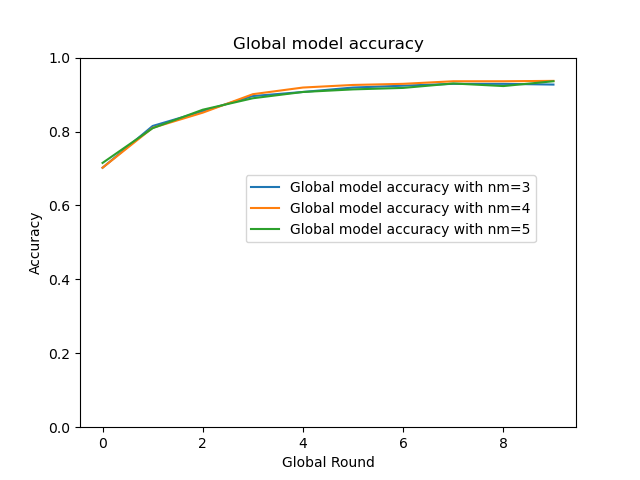 Global model accuracy
1.0
0.8
0.6
0.4
0.2
0.0
Accuracy
Global model accuracy with nm=3
Global model accuracy with nm=4
Global model accuracy with nm=5
0 2 4 6 8
Global Round